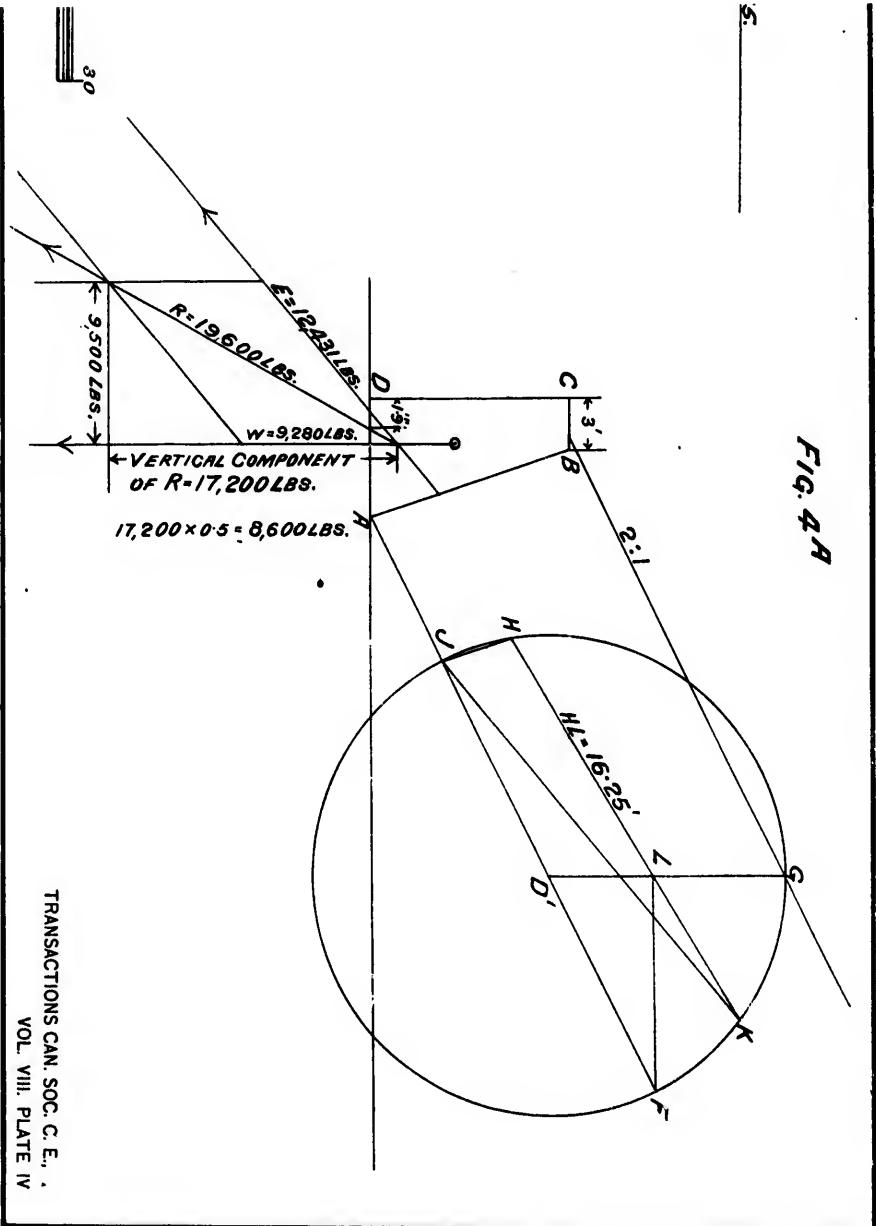 FIG. 4A
S.
30
C
3'
B
2:1
G
D
1.9'
A
E=12,431 LBS.
R=19,600 LBS.
W=9,280 LBS.
9,500 LBS.
VERTICAL COMPONENT
OF R=17,200 LBS.
17,200 × 0.5 = 8,600 LBS.
J
H
HL=16.25'
L
K
D'
F
TRANSACTIONS CAN. SOC. C. E.,
VOL. VIII. PLATE IV